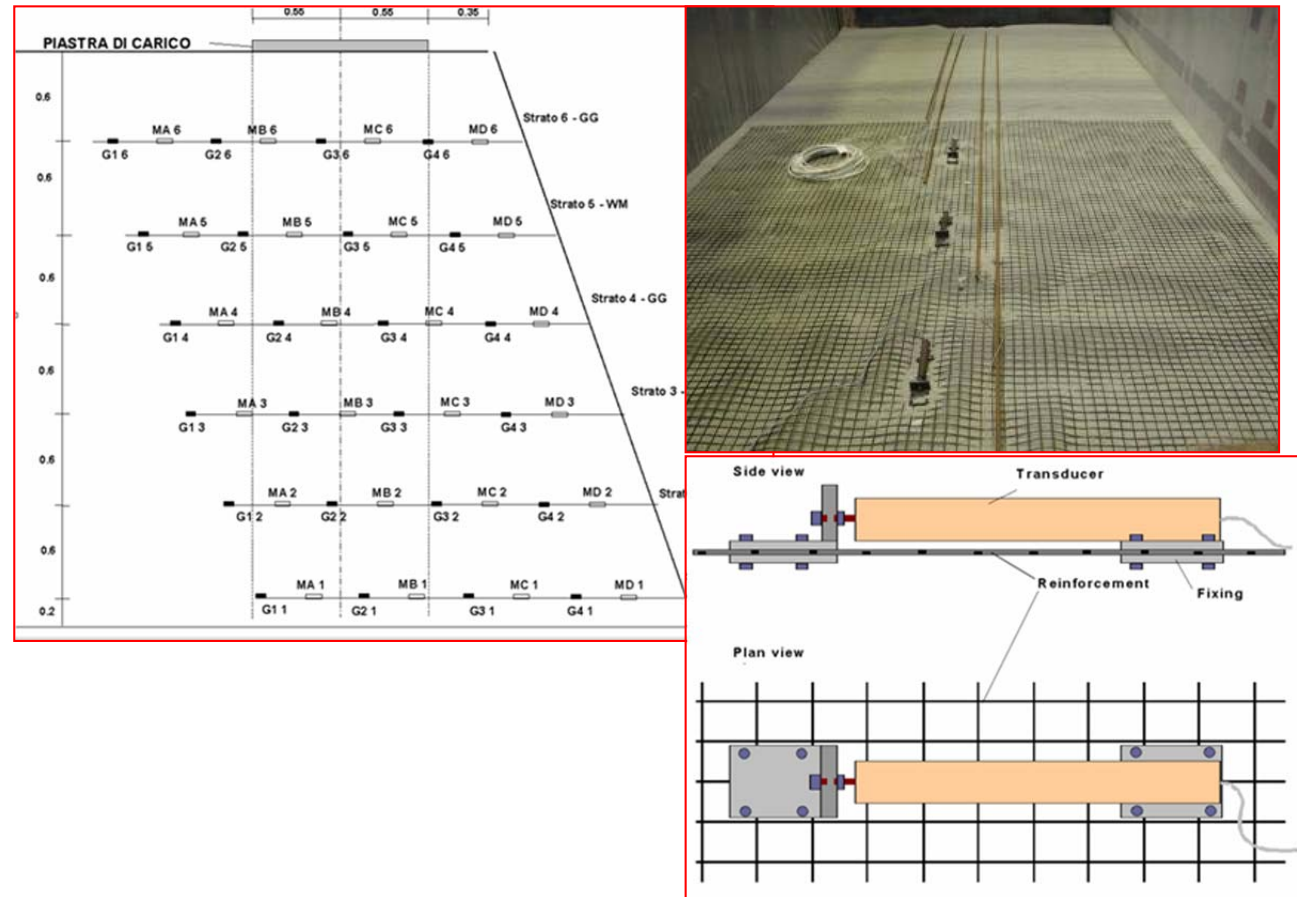 0.55 0.55 0.35
PIASTRA DI CARICO
0.6
Strato 6 - GG
MA 6 MB 6 MC 6 MD 6
G1 6 G2 6 G3 6 G4 6
0.6
Strato 5 - WM
MA 5 MB 5 MC 5 MD 5
G1 5 G2 5 G3 5 G4 5
0.6
Strato 4 - GG
MA 4 MB 4 MC 4 MD 4
G1 4 G2 4 G3 4 G4 4
0.6
Strato 3 -
MA 3 MB 3 MC 3 MD 3
G1 3 G2 3 G3 3 G4 3
0.6
MA 2 MB 2 MC 2 MD 2 Strat
G1 2 G2 2 G3 2 G4 2
0.6
MA 1 MB 1 MC 1 MD 1
G1 1 G2 1 G3 1 G4 1
0.2
Side view
Transducer
Reinforcement
Fixing
Plan view